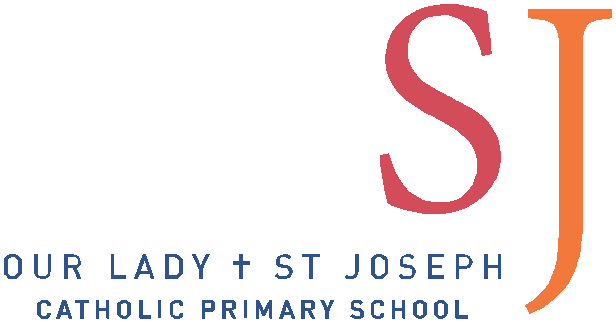 SJ
OUR LADY ✝ ST JOSEPH
CATHOLIC PRIMARY SCHOOL